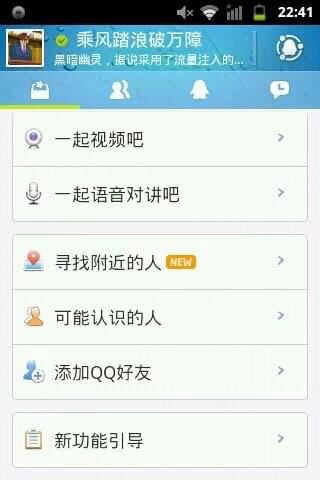 22:41
乘风踏浪破万障
黑暗幽灵，据说采用了流量注入的...
一起视频吧
一起语音对讲吧
寻找附近的人 NEW
可能认识的人
添加QQ好友
新功能引导